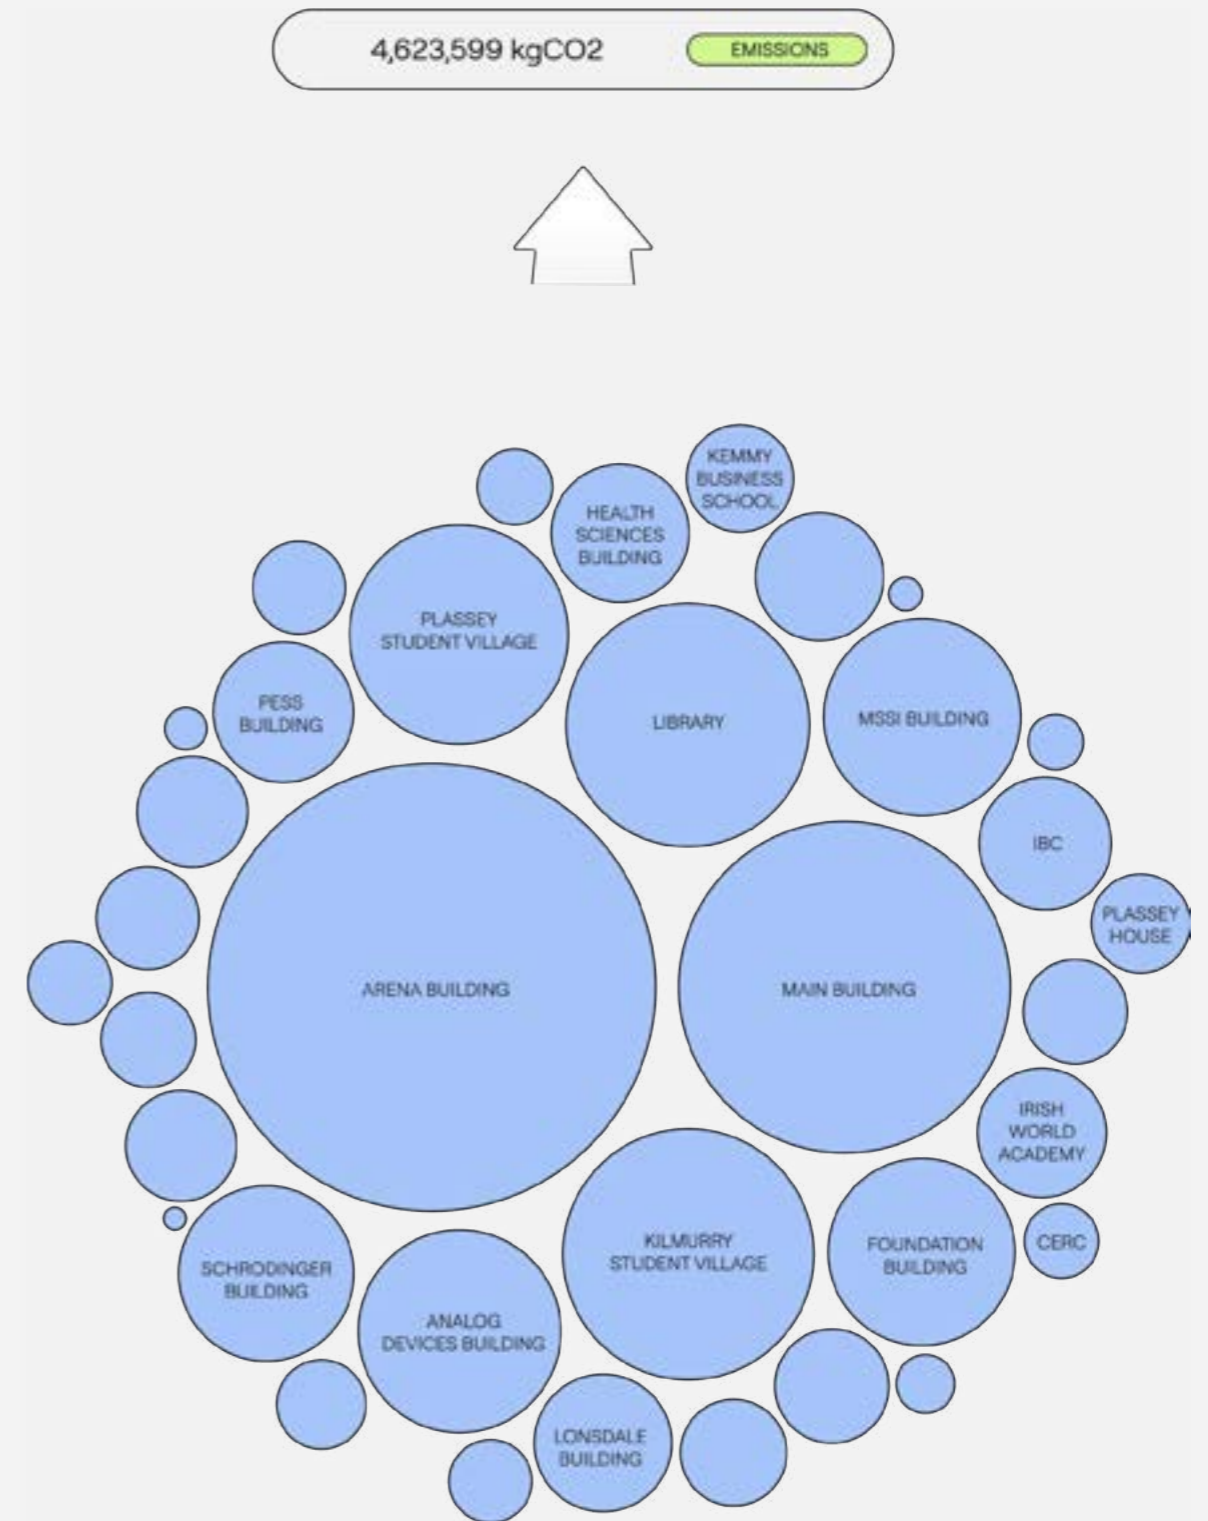 4,623,599 kgCO2
EMISSIONS
KEMMY
BUSINESS
SCHOOL
HEALTH
SCIENCES
BUILDING
PLASSEY
STUDENT VILLAGE
PESS
BUILDING
LIBRARY
MSSI BUILDING
IBC
PLASSEY
HOUSE
ARENA BUILDING
MAIN BUILDING
IRISH
WORLD
ACADEMY
KILMURRY
STUDENT VILLAGE
FOUNDATION
BUILDING
CERC
SCHRODINGER
BUILDING
ANALOG
DEVICES BUILDING
LONSDALE
BUILDING